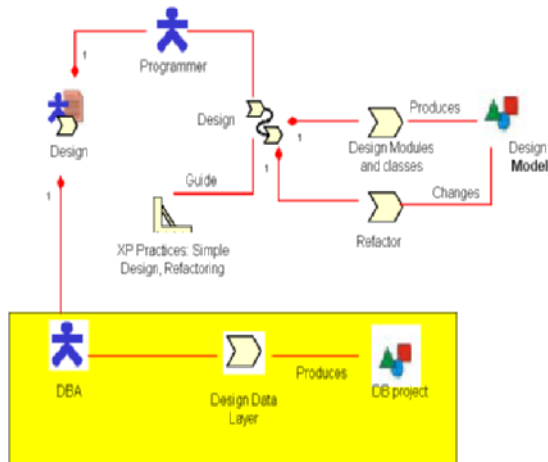 1
Programmer
Design
Design
1
Produces
Design Modules
and classes
Design
Model
1
1
Guide
Changes
Refactor
XP Practices: Simple
Design, Refactoring
DBA
Design Data
Layer
Produces
DB project